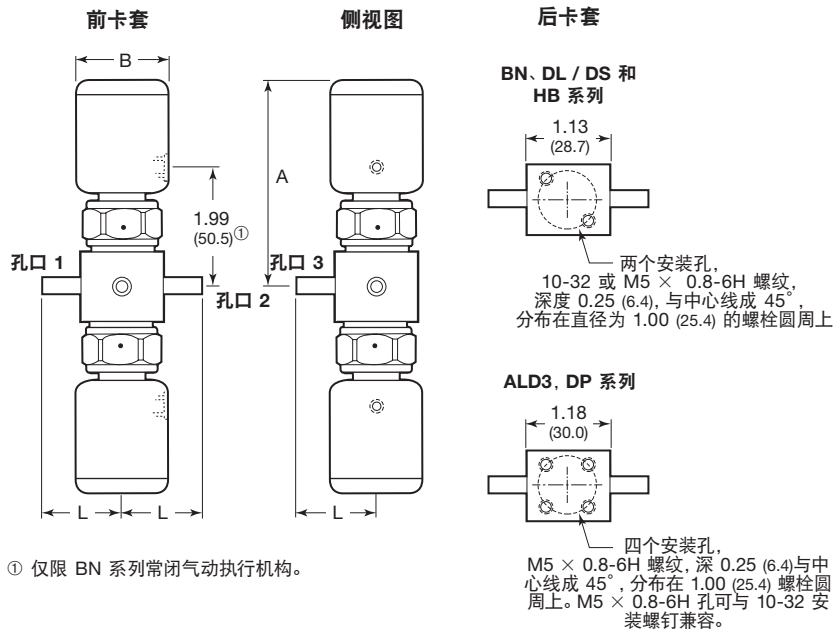 前卡套
B
1.99
(50.5)①
孔口 1
孔口 2
L
L
① 仅限 BN 系列常闭气动执行机构。
侧视图
A
孔口 3
L
后卡套
BN、DL / DS 和
HB 系列
1.13
(28.7)
两个安装孔，
10-32 或 M5 × 0.8-6H 螺纹，
深度 0.25 (6.4)，与中心线成 45°，
分布在直径为 1.00 (25.4) 的螺栓圆周上
ALD3, DP 系列
1.18
(30.0)
四个安装孔，
M5 × 0.8-6H 螺纹，深 0.25 (6.4)与中
心线成 45°，分布在 1.00 (25.4) 螺栓圆
周上。M5 × 0.8-6H 孔可与 10-32 安
装螺钉兼容。